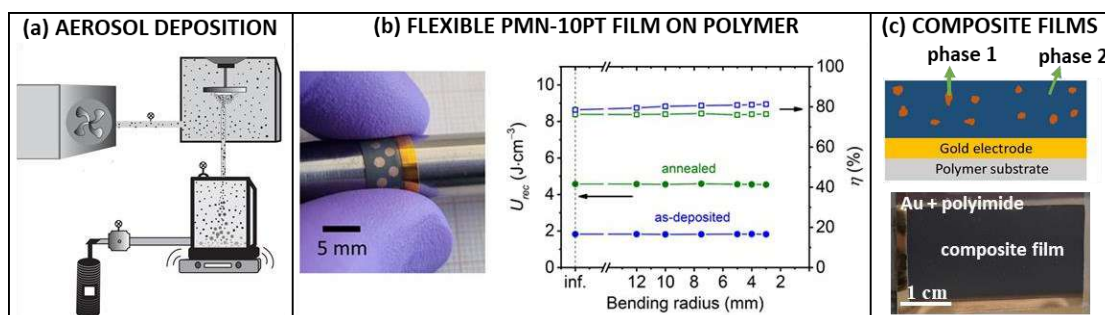 (a) AEROSOL DEPOSITION
(b) FLEXIBLE PMN-10PT FILM ON POLYMER
5 mm
U_rec (J·cm⁻³)
10
8
6
4
2
0
annealed
as-deposited
100
80
60
40
20
0
η (%)
inf. 12 10 8 6 4 2
Bending radius (mm)
(c) COMPOSITE FILMS
phase 1
phase 2
Gold electrode
Polymer substrate
Au + polyimide
composite film
1 cm